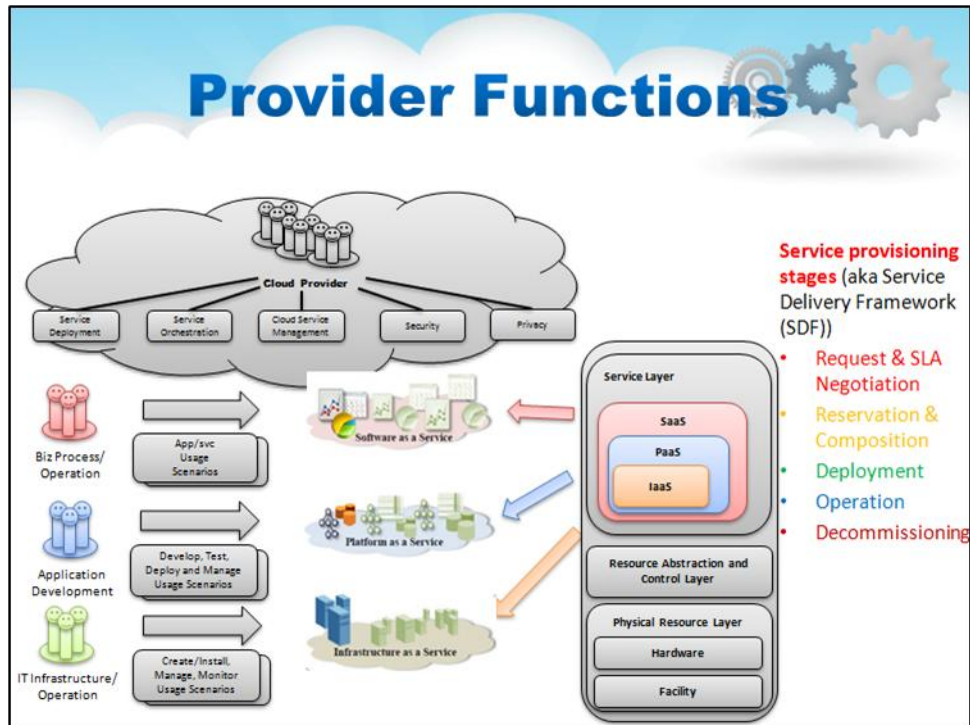 Provider Functions
Cloud Provider
Service
Deployment
Service
Orchestration
Cloud Service
Management
Security
Privacy
Biz Process/
Operation
App/svc
Usage
Scenarios
Software as a Service
Application
Development
Develop, Test,
Deploy and Manage
Usage Scenarios
Platform as a Service
IT Infrastructure/
Operation
Create/Install,
Manage, Monitor
Usage Scenarios
Infrastructure as a Service
Service Layer
SaaS
PaaS
IaaS
Resource Abstraction and
Control Layer
Physical Resource Layer
Hardware
Facility
Service provisioning
stages (aka Service
Delivery Framework
(SDF))
• Request & SLA
Negotiation
• Reservation &
Composition
• Deployment
• Operation
• Decommissioning